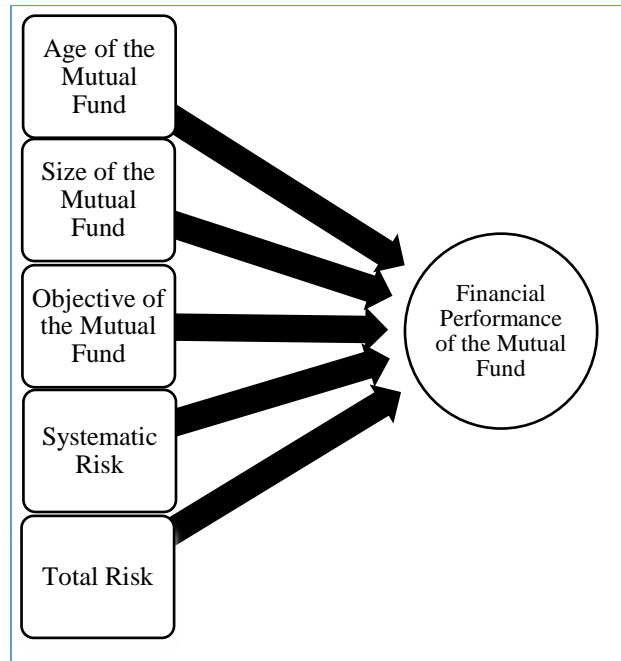 Age of the
Mutual
Fund
Size of the
Mutual
Fund
Objective of
the Mutual
Fund
Systematic
Risk
Total Risk
Financial
Performance
of the Mutual
Fund